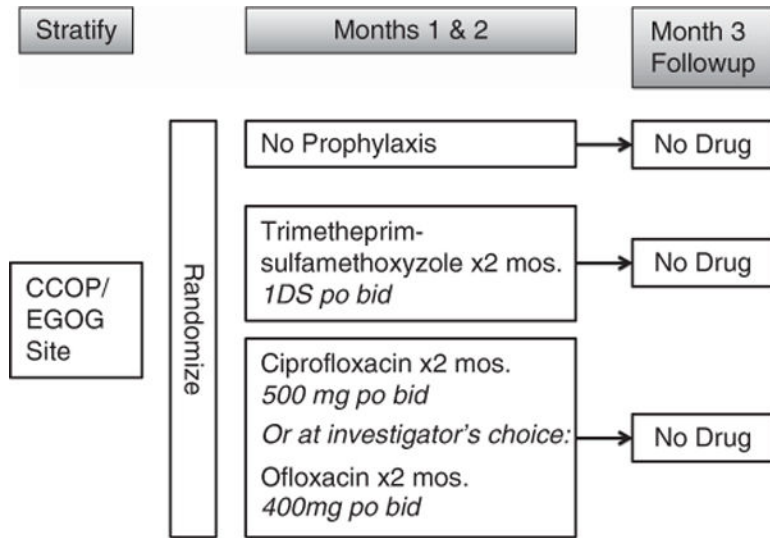 Stratify
Months 1 & 2
Month 3
Followup
CCOP/
EGOG
Site
Randomize
No Prophylaxis
No Drug
Trimetheprim-
sulfamethoxyzole x2 mos.
1DS po bid
No Drug
Ciprofloxacin x2 mos.
500 mg po bid
Or at investigator's choice:
Ofloxacin x2 mos.
400mg po bid
No Drug